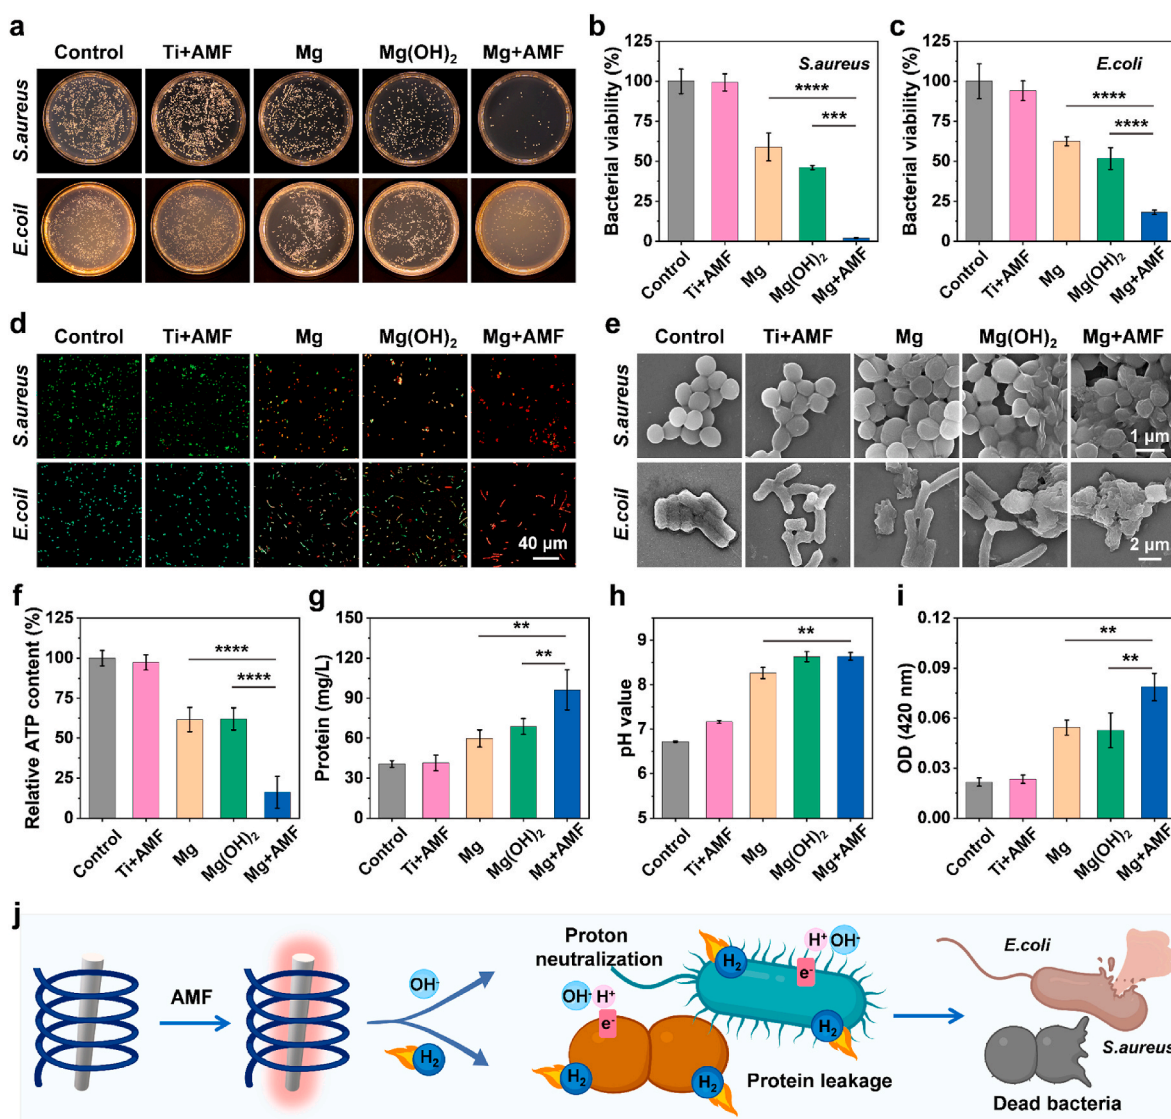 a
Control Ti+AMF Mg Mg(OH)₂ Mg+AMF
S.aureus
E.coil
b
Bacterial viability (%)
125
100
75
50
25
0
S.aureus
****
***
Control Ti+AMF Mg Mg(OH)₂ Mg+AMF
c
Bacterial viability (%)
125
100
75
50
25
0
E.coli
****
****
Control Ti+AMF Mg Mg(OH)₂ Mg+AMF
d
Control Ti+AMF Mg Mg(OH)₂ Mg+AMF
S.aureus
E.coil
40 μm
e
Control Ti+AMF Mg Mg(OH)₂ Mg+AMF
S.aureus
1 μm
E.coil
2 μm
f
Relative ATP content (%)
125
100
75
50
25
0
****
****
Control Ti+AMF Mg Mg(OH)₂ Mg+AMF
g
Protein (mg/L)
150
120
90
60
30
0
**
**
Control Ti+AMF Mg Mg(OH)₂ Mg+AMF
h
pH value
9
8
7
6
5
**
Control Ti+AMF Mg Mg(OH)₂ Mg+AMF
i
OD (420 nm)
0.12
0.09
0.06
0.03
0.00
**
**
Control Ti+AMF Mg Mg(OH)₂ Mg+AMF
j
AMF
OH⁻
H₂
Proton
neutralization
OH⁻ H⁺
e⁻
H₂
H₂
H₂
H⁺ OH⁻
e⁻
H₂
Protein leakage
E.coli
S.aureus
Dead bacteria